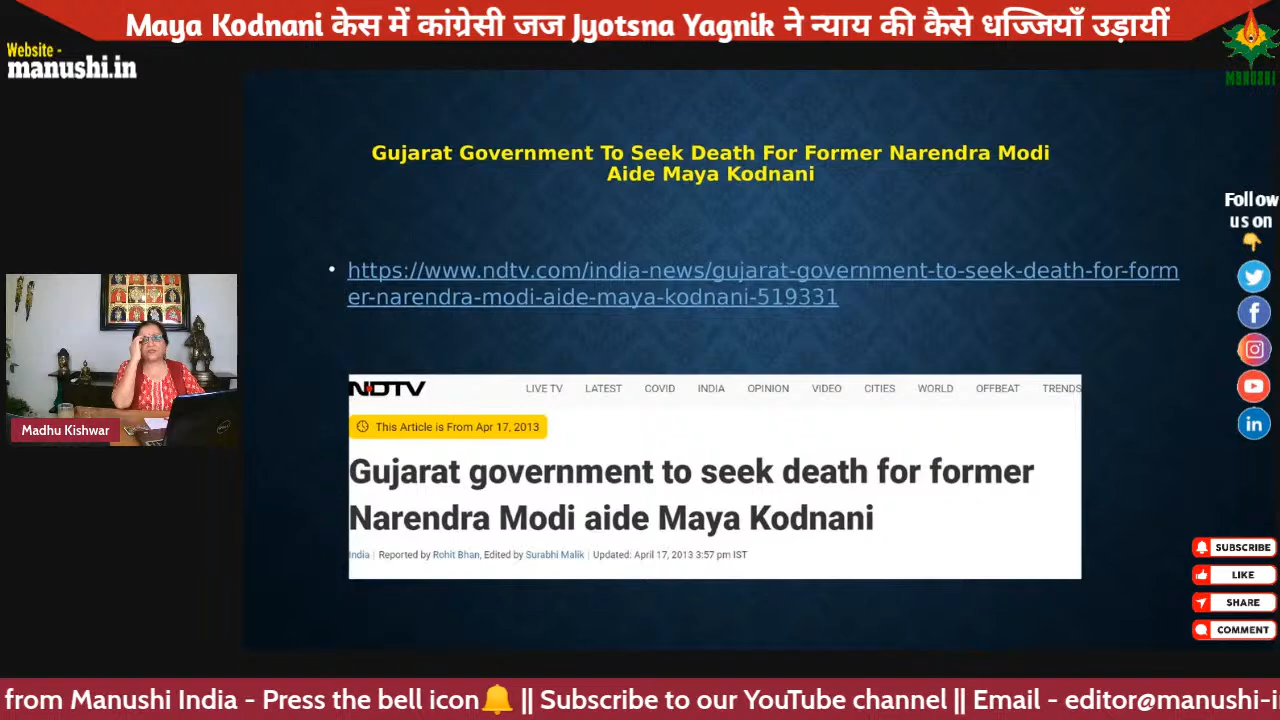 Maya Kodnani केस में कांग्रेसी जज Jyotsna Yagnik ने न्याय की कैसे धज्जियाँ उड़ायीं
Website -
manushi.in
MANUSHI
Gujarat Government To Seek Death For Former Narendra Modi
Aide Maya Kodnani
• https://www.ndtv.com/india-news/gujarat-government-to-seek-death-for-form
er-narendra-modi-aide-maya-kodnani-519331
Follow
us on
Madhu Kishwar
NDTV LIVE TV LATEST COVID INDIA OPINION VIDEO CITIES WORLD OFFBEAT TRENDS
This Article is From Apr 17, 2013
Gujarat government to seek death for former
Narendra Modi aide Maya Kodnani
India | Reported by Rohit Bhan, Edited by Surabhi Malik | Updated: April 17, 2013 3:57 pm IST
SUBSCRIBE
LIKE
SHARE
COMMENT
from Manushi India - Press the bell icon🔔 || Subscribe to our YouTube channel || Email - editor@manushi-i